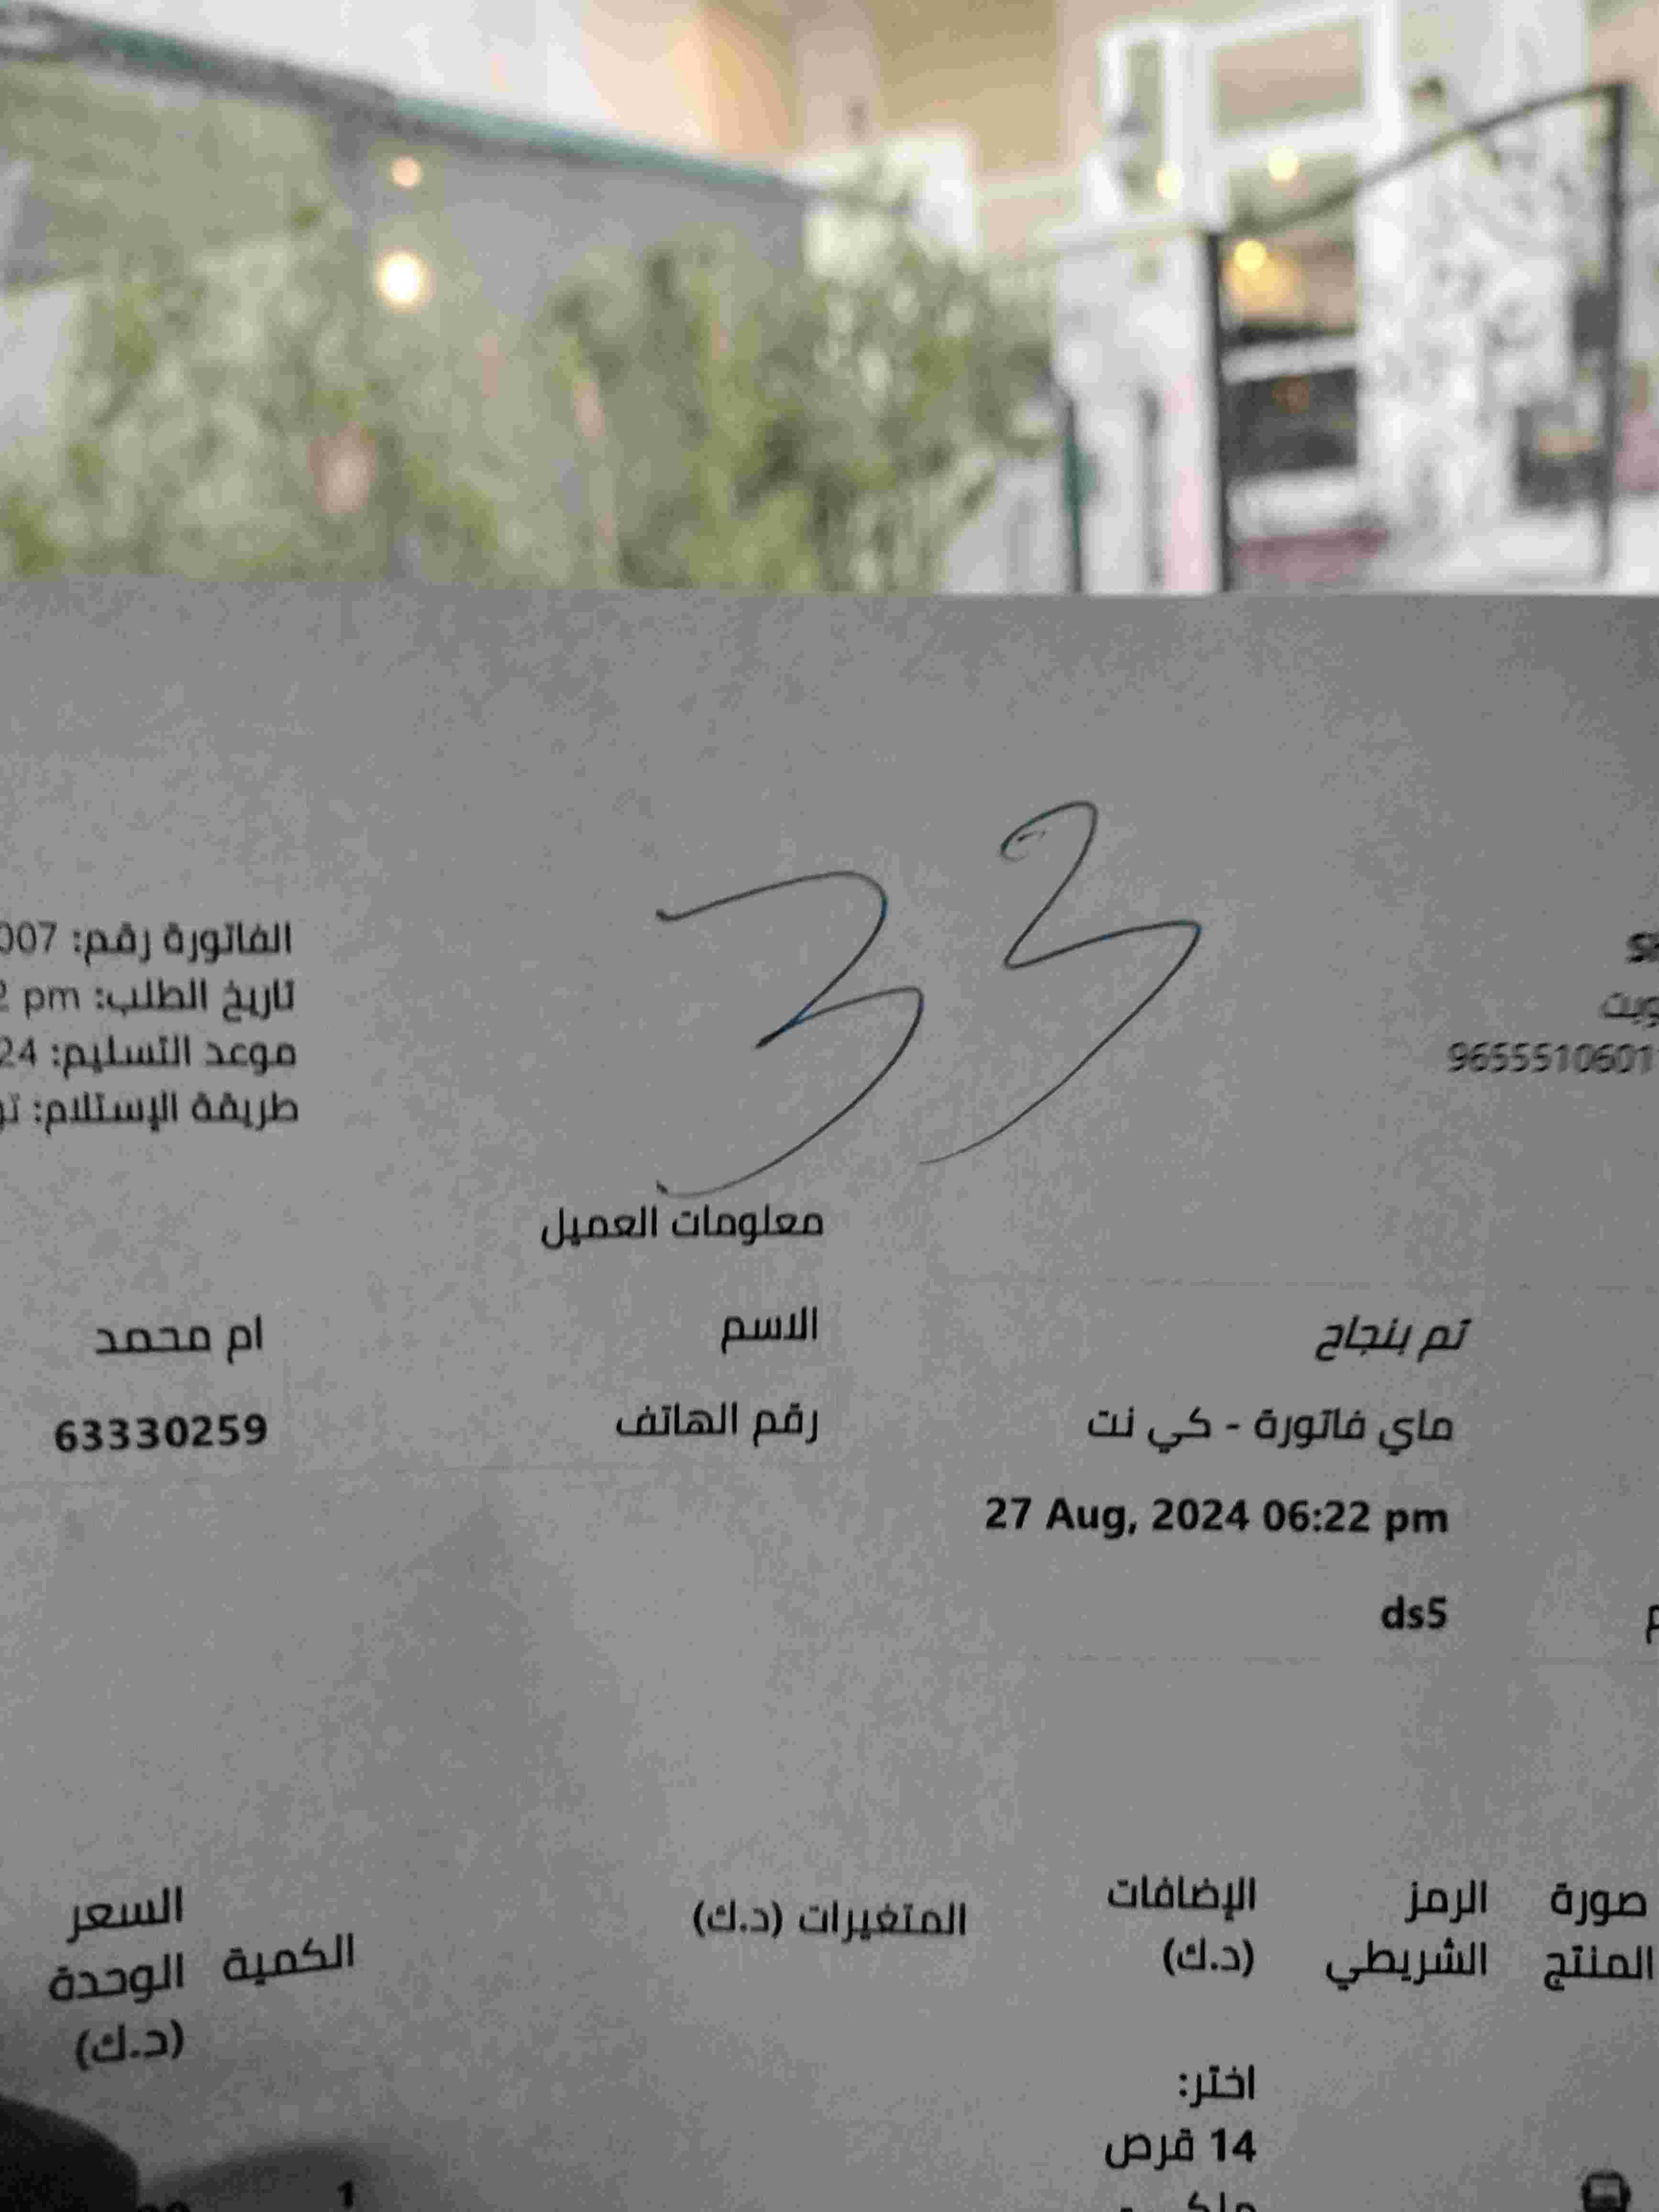 33
الفاتورة رقم: 007
تاريخ الطلب: 2 pm
موعد التسليم: 24
طريقة الإستلام:
9655510601
معلومات العميل
تم بنجاح
الاسم
ام محمد
ماي فاتورة - كي نت
رقم الهاتف
63330259
27 Aug, 2024 06:22 pm
ds5
صورة المنتج
الرمز الشريطي
الإضافات (د.ك)
المتغيرات (د.ك)
الكمية
السعر الوحدة (د.ك)
اختر:
14 قرص
1